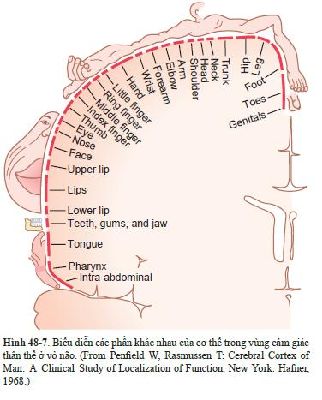 Genitals
Toes
Foot
Leg
Hip
Trunk
Neck
Head
Shoulder
Arm
Elbow
Forearm
Wrist
Hand
Little finger
Ring finger
Middle finger
Index finger
Thumb
Eye
Nose
Face
Upper lip
Lips
Lower lip
Teeth, gums, and jaw
Tongue
Pharynx
Intra abdominal
Hình 48-7. Biểu diễn các phần khác nhau của cơ thể trong vùng cảm giác
thân thể ở vỏ não. (From Penfield W, Rasmussen T: Cerebral Cortex of
Man: A Clinical Study of Localization of Function. New York: Hafner,
1968.)